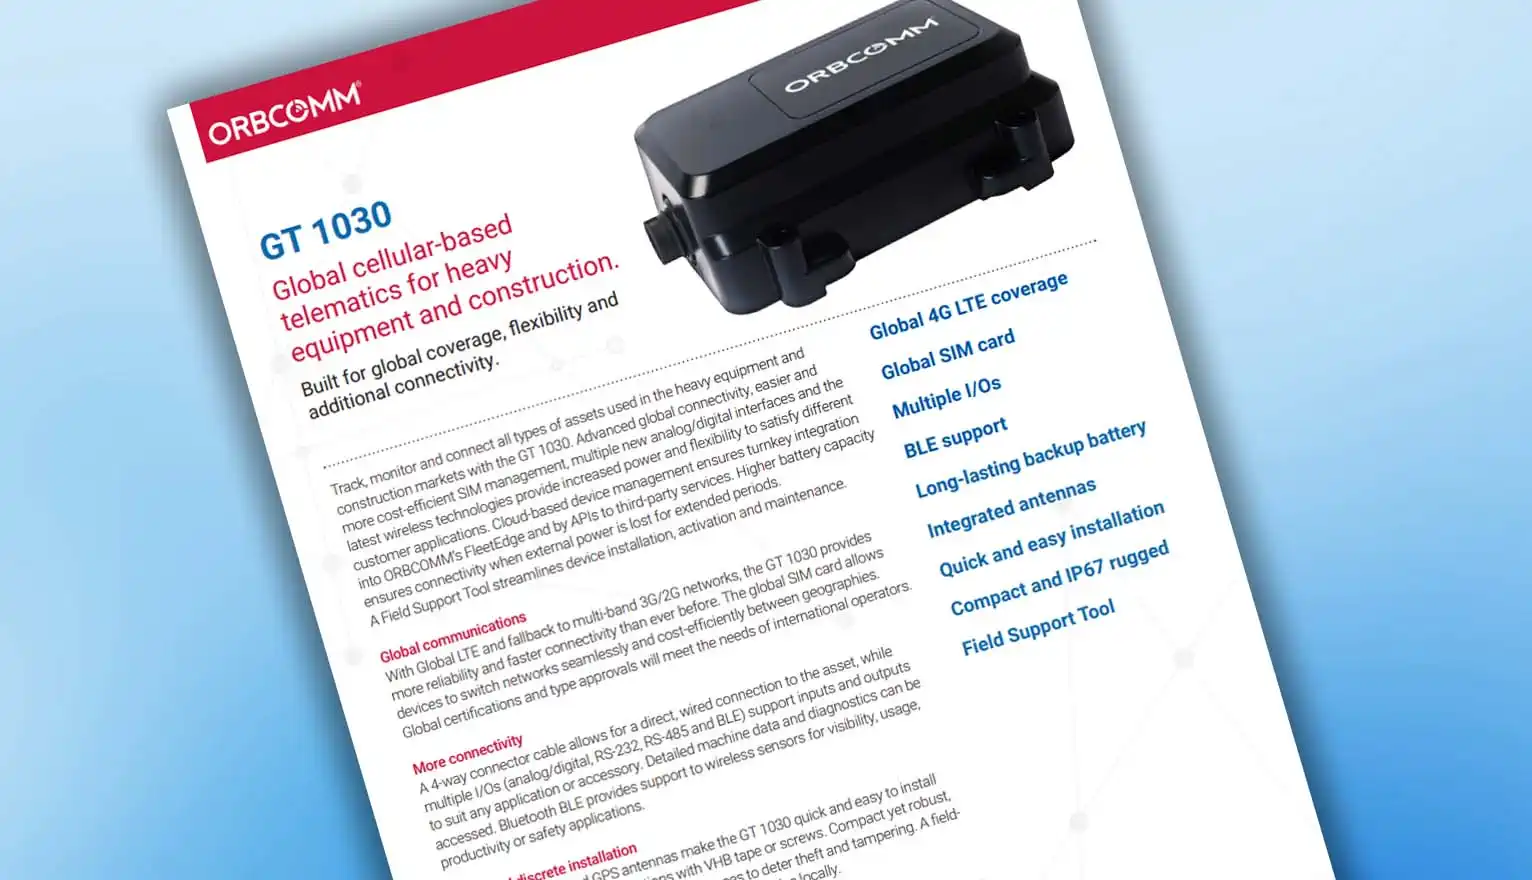 ORBCOMM®
ORBCOMM
GT 1030
Global cellular-based
telematics for heavy
equipment and construction.
Built for global coverage, flexibility and
additional connectivity.
Track, monitor and connect all types of assets used in the heavy equipment and
construction markets with the GT 1030. Advanced global connectivity, easier and
more cost-efficient SIM management, multiple new analog/digital interfaces and the
latest wireless technologies provide increased power and flexibility to satisfy different
customer applications. Cloud-based device management ensures turnkey integration
into ORBCOMM's FleetEdge and by APIs to third-party services. Higher battery capacity
ensures connectivity when external power is lost for extended periods.
A Field Support Tool streamlines device installation, activation and maintenance.
Global communications
With Global LTE and fallback to multi-band 3G/2G networks, the GT 1030 provides
more reliability and faster connectivity than ever before. The global SIM card allows
devices to switch networks seamlessly and cost-efficiently between geographies.
Global certifications and type approvals will meet the needs of international operators.
More connectivity
A 4-way connector cable allows for a direct, wired connection to the asset, while
multiple I/Os (analog/digital, RS-232, RS-485 and BLE) support inputs and outputs
to suit any application or accessory. Detailed machine data and diagnostics can be
accessed. Bluetooth BLE provides support to wireless sensors for visibility, usage,
productivity or safety applications.
discrete installation
GPS antennas make the GT 1030 quick and easy to install
with VHB tape or screws. Compact yet robust,
to deter theft and tampering. A field-
locally.
Global 4G LTE coverage
Global SIM card
Multiple I/Os
BLE support
Long-lasting backup battery
Integrated antennas
Quick and easy installation
Compact and IP67 rugged
Field Support Tool